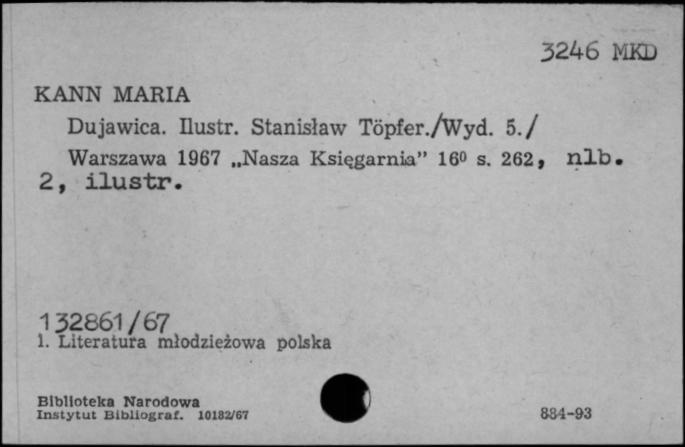 3246 MKD
KANN MARIA
Dujawica. Ilustr. Stanisław Töpfer./Wyd. 5./
Warszawa 1967 „Nasza Księgarnia” 16⁰ s. 262, nlb.
2, ilustr.
132861/67
1. Literatura młodzieżowa polska
Biblioteka Narodowa
Instytut Bibliograf. 10182/67
884-93